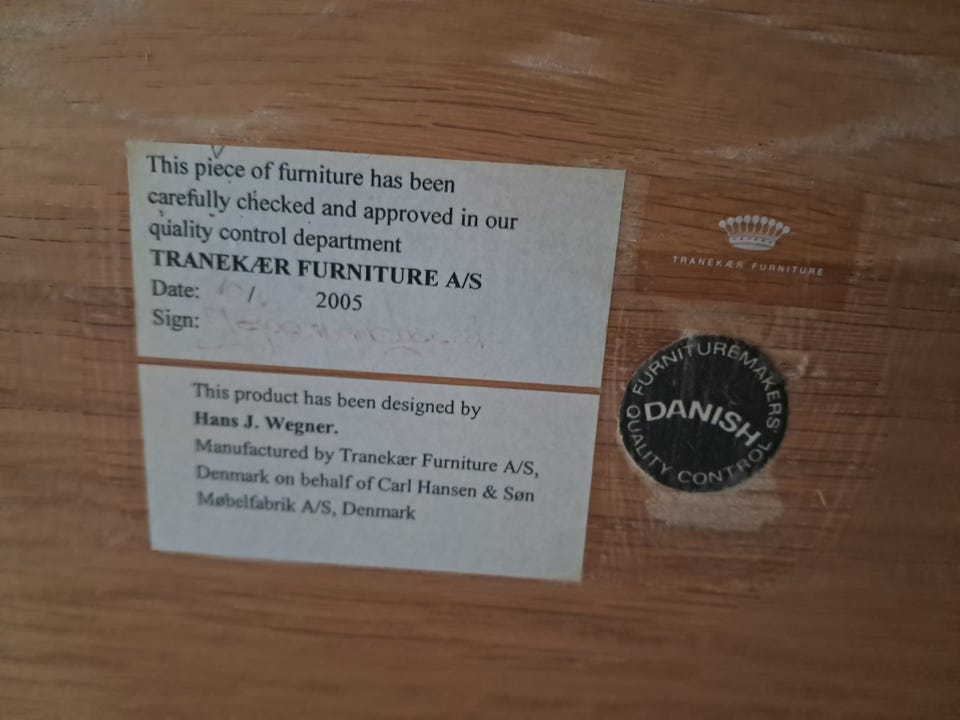 This piece of furniture has been
carefully checked and approved in our
quality control department
TRANEKÆR FURNITURE A/S
Date: / 2005
Sign:
This product has been designed by
Hans J. Wegner.
Manufactured by Tranekær Furniture A/S,
Denmark on behalf of Carl Hansen & Søn
Møbelfabrik A/S, Denmark
TRANEKÆR FURNITURE
FURNITUREMAKERS'
DANISH
QUALITY CONTROL